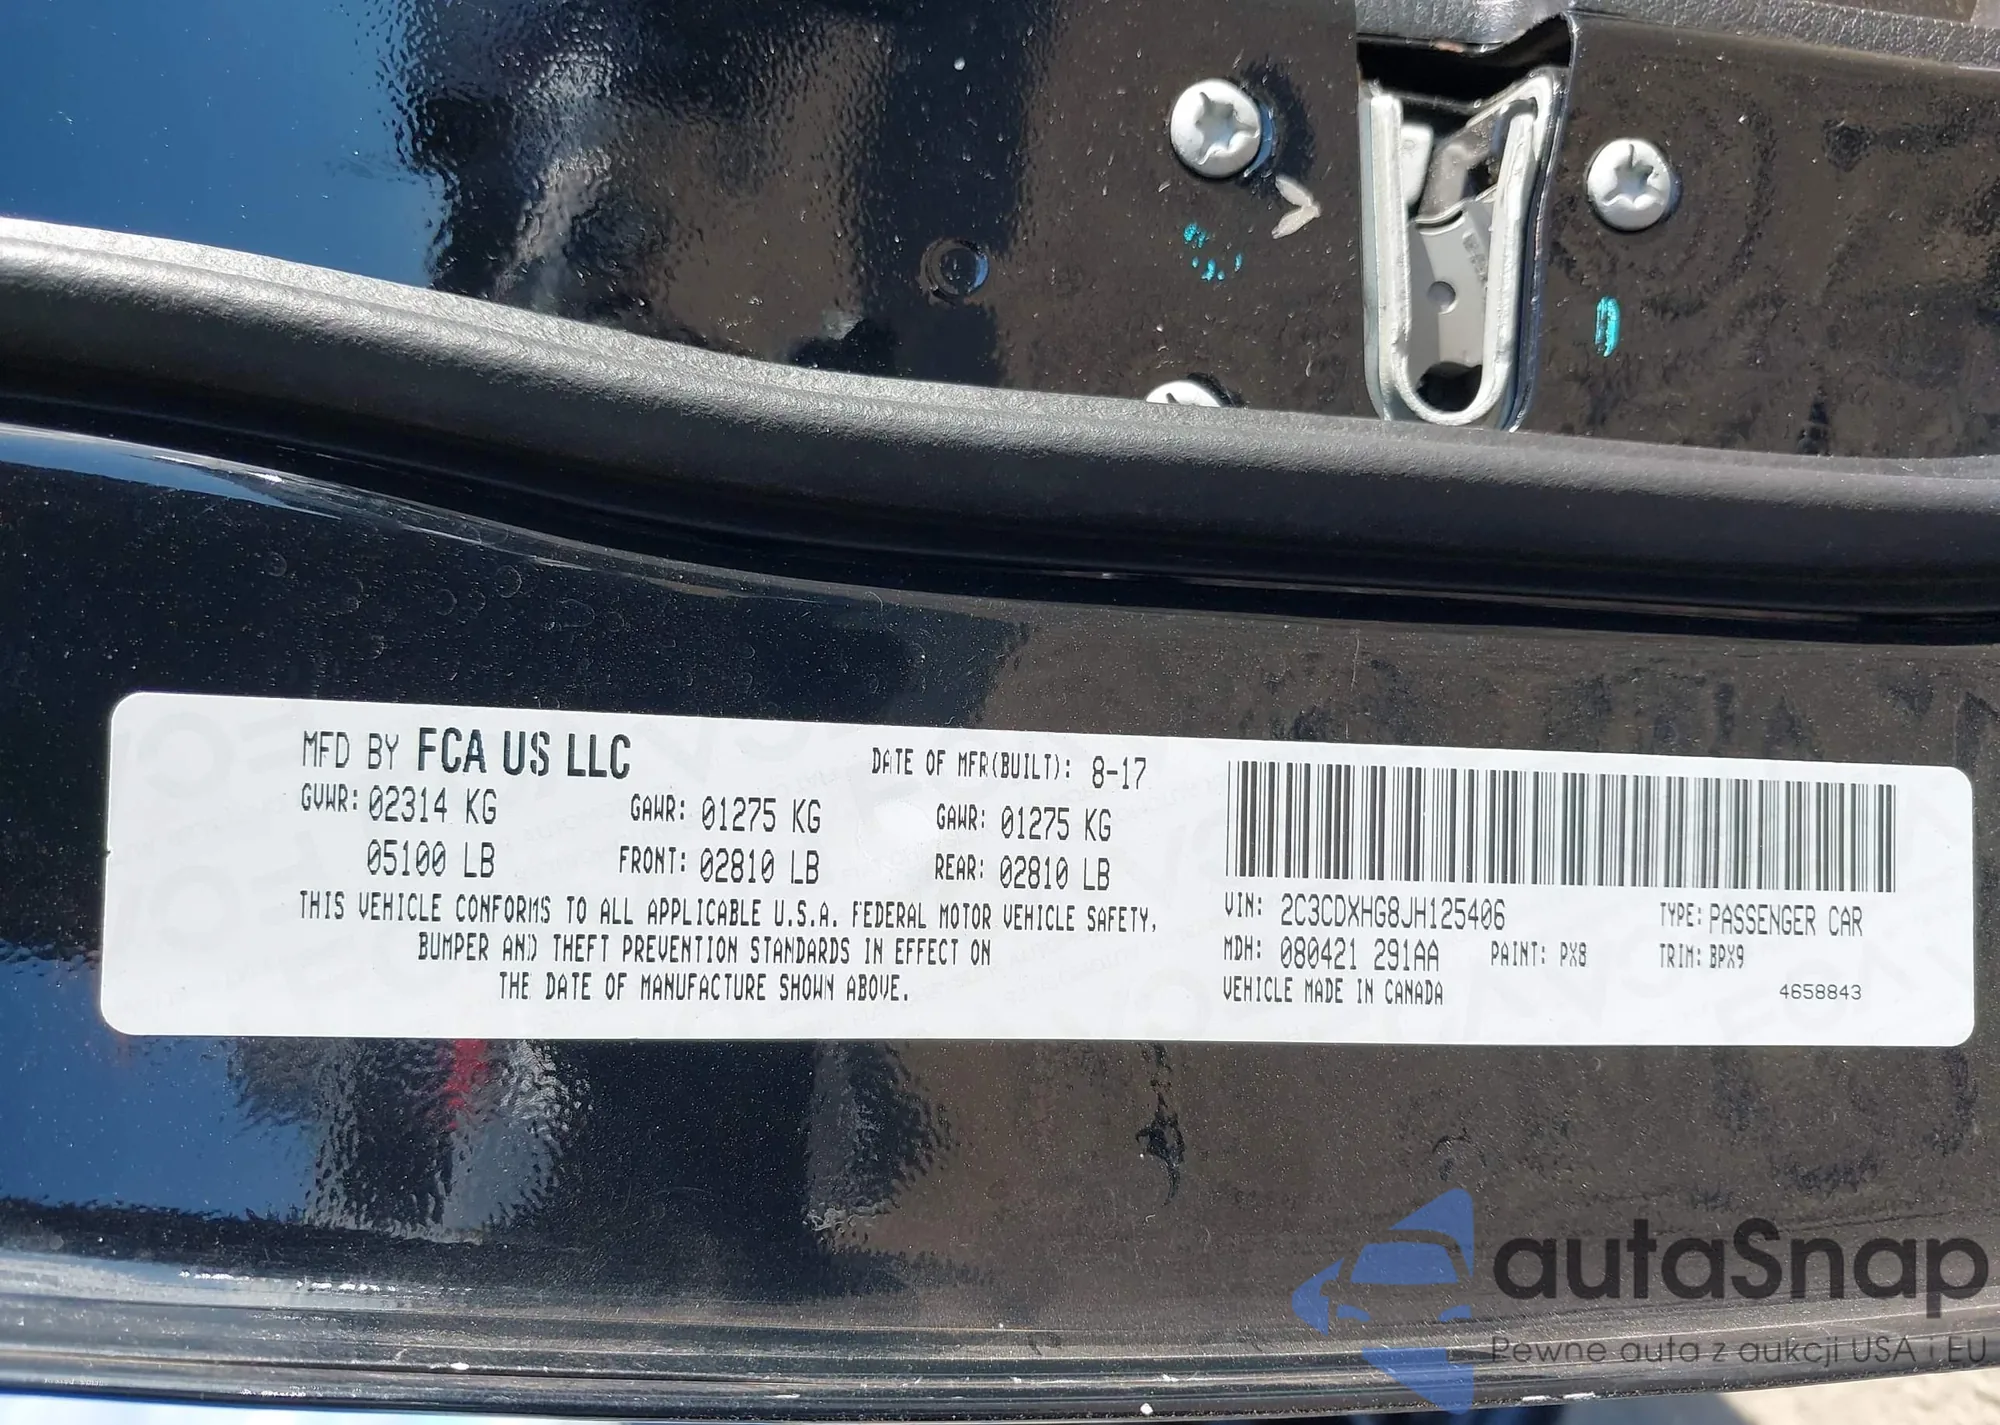 MFD BY FCA US LLC DATE OF MFR(BUILT): 8-17
GVWR: 02314 KG GAWR: 01275 KG GAWR: 01275 KG
05100 LB FRONT: 02810 LB REAR: 02810 LB
THIS VEHICLE CONFORMS TO ALL APPLICABLE U.S.A. FEDERAL MOTOR VEHICLE SAFETY,
BUMPER AND THEFT PREVENTION STANDARDS IN EFFECT ON
THE DATE OF MANUFACTURE SHOWN ABOVE.
VIN: 2C3CDXHG8JH125406 TYPE: PASSENGER CAR
MDH: 080421 291AA PAINT: PX8 TRIM: BPX9
VEHICLE MADE IN CANADA 4658843
autaSnap
Pewne auta z aukcji USA i EU